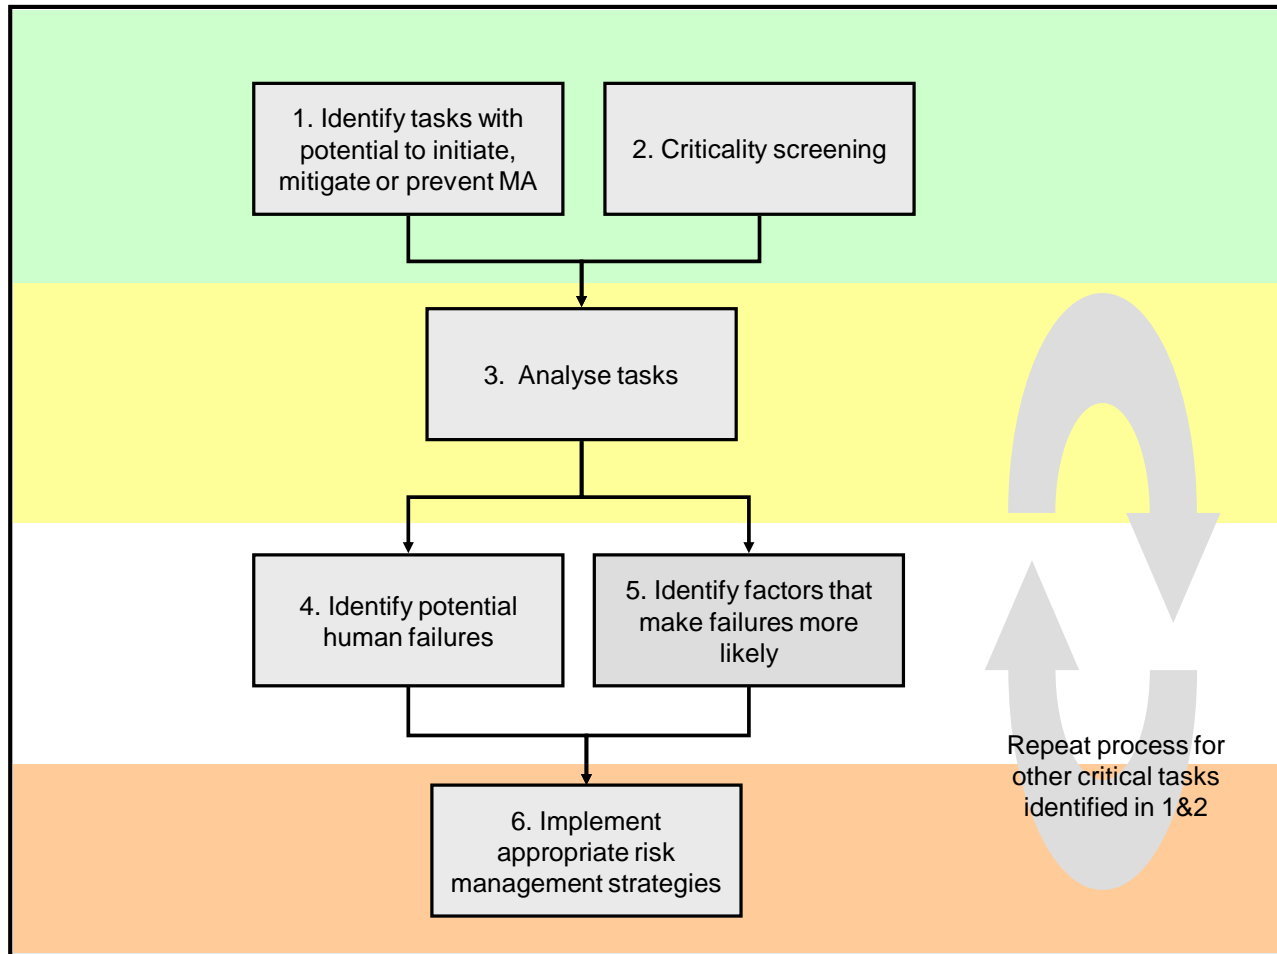 1. Identify tasks with
potential to initiate,
mitigate or prevent MA
2. Criticality screening
3. Analyse tasks
4. Identify potential
human failures
5. Identify factors that
make failures more
likely
6. Implement
appropriate risk
management strategies
Repeat process for
other critical tasks
identified in 1&2